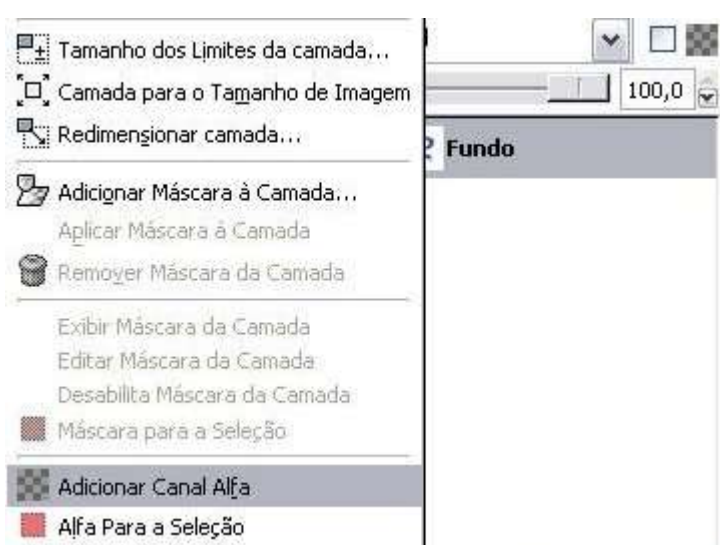 Tamanho dos Limites da camada...
Camada para o Tamanho de Imagem
100,0
Redimensionar camada...
Fundo
Adicionar Máscara à Camada...
Aplicar Máscara à Camada
Remover Máscara da Camada
Exibir Máscara da Camada
Editar Máscara da Camada
Desabilita Máscara da Camada
Máscara para a Seleção
Adicionar Canal Alfa
Alfa Para a Seleção